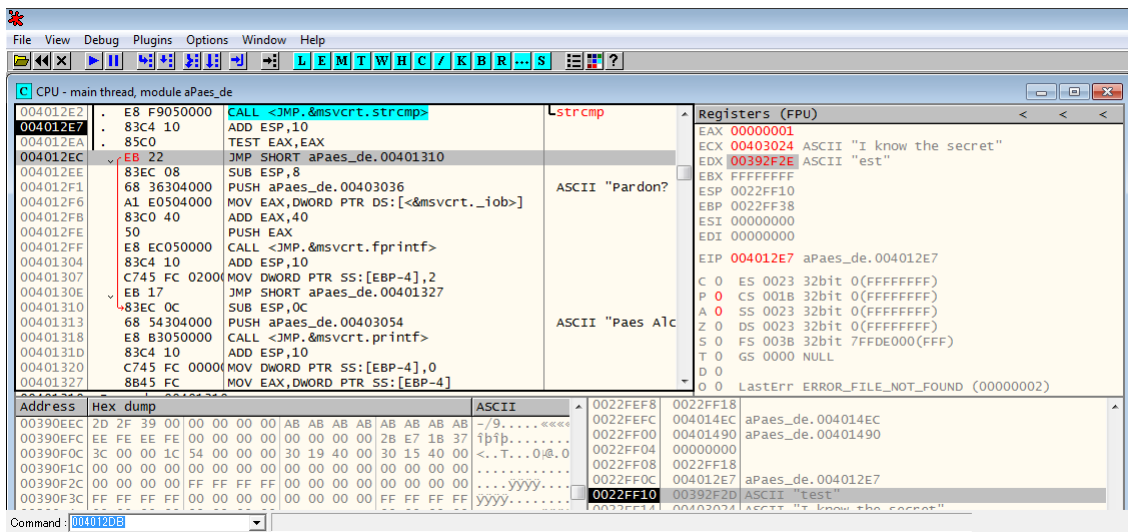 File View Debug Plugins Options Window Help
L E M T W H C / K B R ... S ?
C CPU - main thread, module aPaes_de
004012E2 . E8 F9050000 CALL <JMP.&msvcrt.strcmp> strcmp
004012E7 . 83C4 10 ADD ESP,10
004012EA . 85C0 TEST EAX,EAX
004012EC EB 22 JMP SHORT aPaes_de.00401310
004012EE 83EC 08 SUB ESP,8
004012F1 68 36304000 PUSH aPaes_de.00403036 ASCII "Pardon?
004012F6 A1 E0504000 MOV EAX,DWORD PTR DS:[<&msvcrt._iob>]
004012FB 83C0 40 ADD EAX,40
004012FE 50 PUSH EAX
004012FF E8 EC050000 CALL <JMP.&msvcrt.fprintf>
00401304 83C4 10 ADD ESP,10
00401307 C745 FC 0200 MOV DWORD PTR SS:[EBP-4],2
0040130E EB 17 JMP SHORT aPaes_de.00401327
00401310 83EC 0C SUB ESP,0C
00401313 68 54304000 PUSH aPaes_de.00403054 ASCII "Paes Alc
00401318 E8 B3050000 CALL <JMP.&msvcrt.printf>
0040131D 83C4 10 ADD ESP,10
00401320 C745 FC 0000 MOV DWORD PTR SS:[EBP-4],0
00401327 8B45 FC MOV EAX,DWORD PTR SS:[EBP-4]
Registers (FPU) < < <
EAX 00000001
ECX 00403024 ASCII "I know the secret"
EDX 00392F2E ASCII "est"
EBX FFFFFFFF
ESP 0022FF10
EBP 0022FF38
ESI 00000000
EDI 00000000
EIP 004012E7 aPaes_de.004012E7
C 0 ES 0023 32bit 0(FFFFFFFF)
P 0 CS 001B 32bit 0(FFFFFFFF)
A 0 SS 0023 32bit 0(FFFFFFFF)
Z 0 DS 0023 32bit 0(FFFFFFFF)
S 0 FS 003B 32bit 7FFDE000(FFF)
T 0 GS 0000 NULL
D 0
O 0 LastErr ERROR_FILE_NOT_FOUND (00000002)
Address Hex dump ASCII
00390EEC 2D 2F 39 00 00 00 00 00 AB AB AB AB AB AB AB AB -/9.....««««
00390EFC EE FE EE FE 00 00 00 00 00 00 00 00 2B E7 1B 37 îþîþ........
00390F0C 3C 00 00 1C 54 00 00 00 30 19 40 00 30 15 40 00 <..T...0@.0
00390F1C 00 00 00 00 00 00 00 00 00 00 00 00 00 00 00 00 ............
00390F2C 00 00 00 00 FF FF FF FF 00 00 00 00 00 00 00 00 ....ÿÿÿÿ....
00390F3C FF FF FF FF 00 00 00 00 00 00 00 00 FF FF FF FF ÿÿÿÿ........
0022FEF8 0022FF18
0022FEFC 004014EC aPaes_de.004014EC
0022FF00 00401490 aPaes_de.00401490
0022FF04 00000000
0022FF08 0022FF18
0022FF0C 004012E7 aPaes_de.004012E7
0022FF10 00392F2D ASCII "test"
0022FF14 00403024 ASCII "I know the secret"
Command : 004012DB